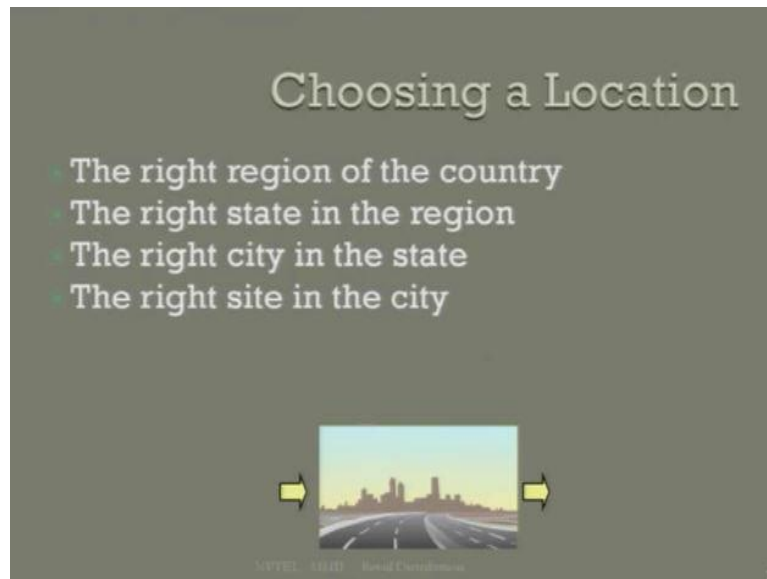 Choosing a Location
The right region of the country
The right state in the region
The right city in the state
The right site in the city
NPTEL